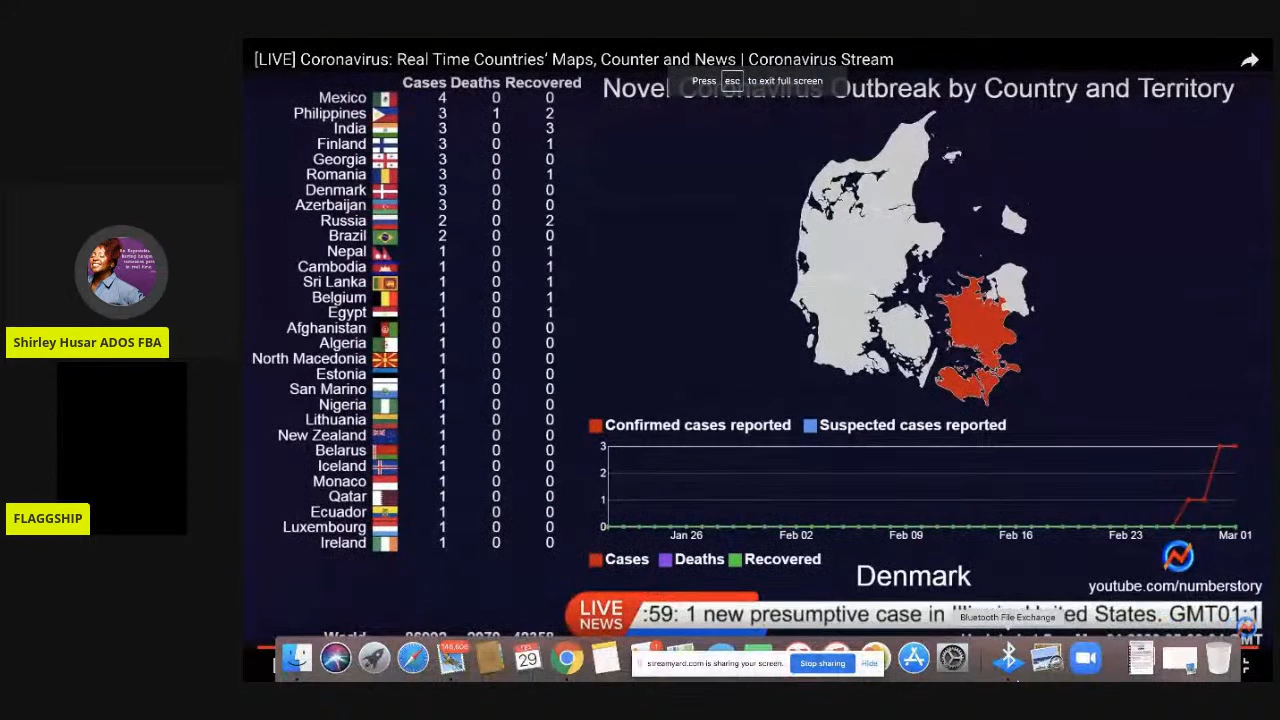 [LIVE] Coronavirus: Real Time Countries' Maps, Counter and News | Coronavirus Stream
Press esc to exit full screen
Cases Deaths Recovered
Mexico 4 0 0
Philippines 3 1 2
India 3 0 3
Finland 3 0 1
Georgia 3 0 0
Romania 3 0 1
Denmark 3 0 0
Azerbaijan 3 0 0
Russia 2 0 2
Brazil 2 0 0
Nepal 1 0 1
Cambodia 1 0 1
Sri Lanka 1 0 1
Belgium 1 0 1
Egypt 1 0 1
Afghanistan 1 0 0
Algeria 1 0 0
North Macedonia 1 0 0
Estonia 1 0 0
San Marino 1 0 0
Nigeria 1 0 0
Lithuania 1 0 0
New Zealand 1 0 0
Belarus 1 0 0
Iceland 1 0 0
Monaco 1 0 0
Qatar 1 0 0
Ecuador 1 0 0
Luxembourg 1 0 0
Ireland 1 0 0
World
Novel Coronavirus Outbreak by Country and Territory
Confirmed cases reported Suspected cases reported
3
2
1
0
Jan 26 Feb 02 Feb 09 Feb 16 Feb 23 Mar 01
Cases Deaths Recovered
Denmark
youtube.com/numberstory
LIVE NEWS
:59: 1 new presumptive case in United States. GMT01:1
Bluetooth File Exchange
29
streamyard.com is sharing your screen. Stop sharing Hide
Shirley Husar ADOS FBA
FLAGGSHIP